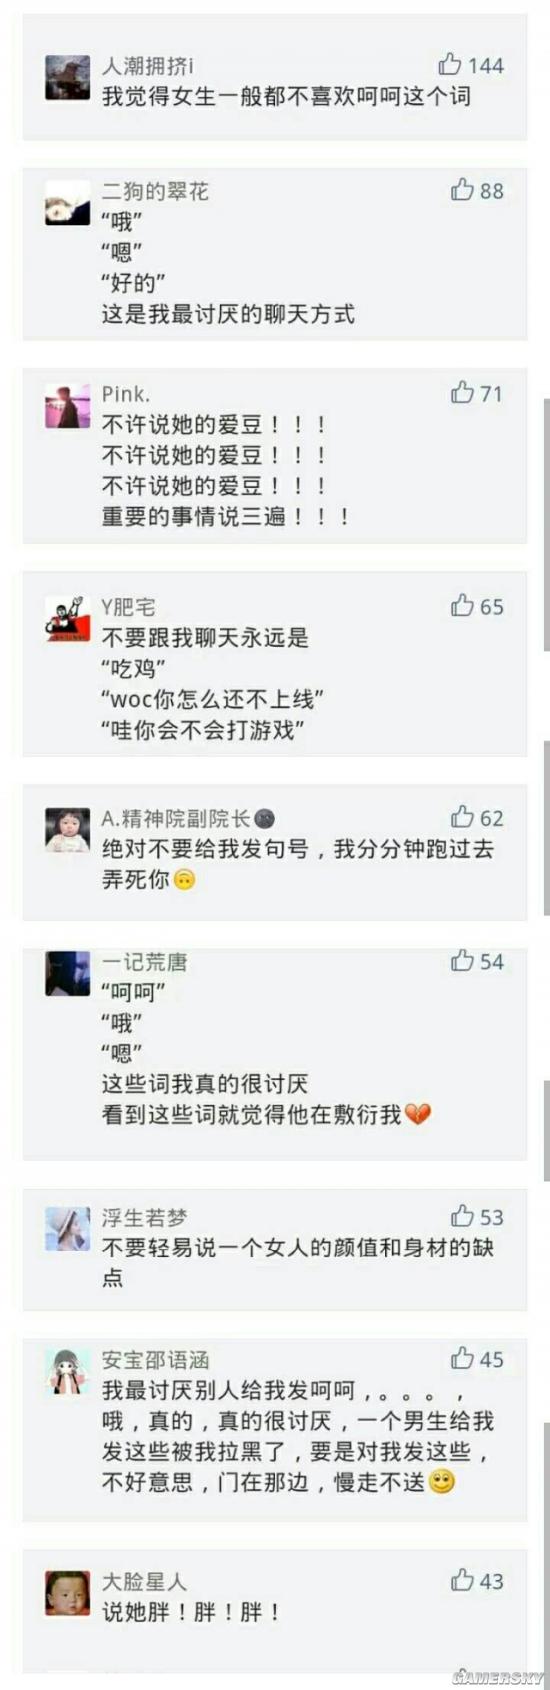 人潮拥挤i
144
我觉得女生一般都不喜欢呵呵这个词
二狗的翠花
88
“哦”
“嗯”
“好的”
这是我最讨厌的聊天方式
Pink.
71
不许说她的爱豆！！！
不许说她的爱豆！！！
不许说她的爱豆！！！
重要的事情说三遍！！！
Y肥宅
65
不要跟我聊天永远是
“吃鸡”
“woc你怎么还不上线”
“哇你会不会打游戏”
A.精神院副院长🌚
62
绝对不要给我发句号，我分分钟跑过去
弄死你🙃
一记荒唐
54
“呵呵”
“哦”
“嗯”
这些词我真的很讨厌
看到这些词就觉得他在敷衍我💔
浮生若梦
53
不要轻易说一个女人的颜值和身材的缺
点
安宝邵语涵
45
我最讨厌别人给我发呵呵，。。。，
哦，真的，真的很讨厌，一个男生给我
发这些被我拉黑了，要是对我发这些，
不好意思，门在那边，慢走不送🙂
大脸星人
43
说她胖！胖！胖！
GAMERSKY